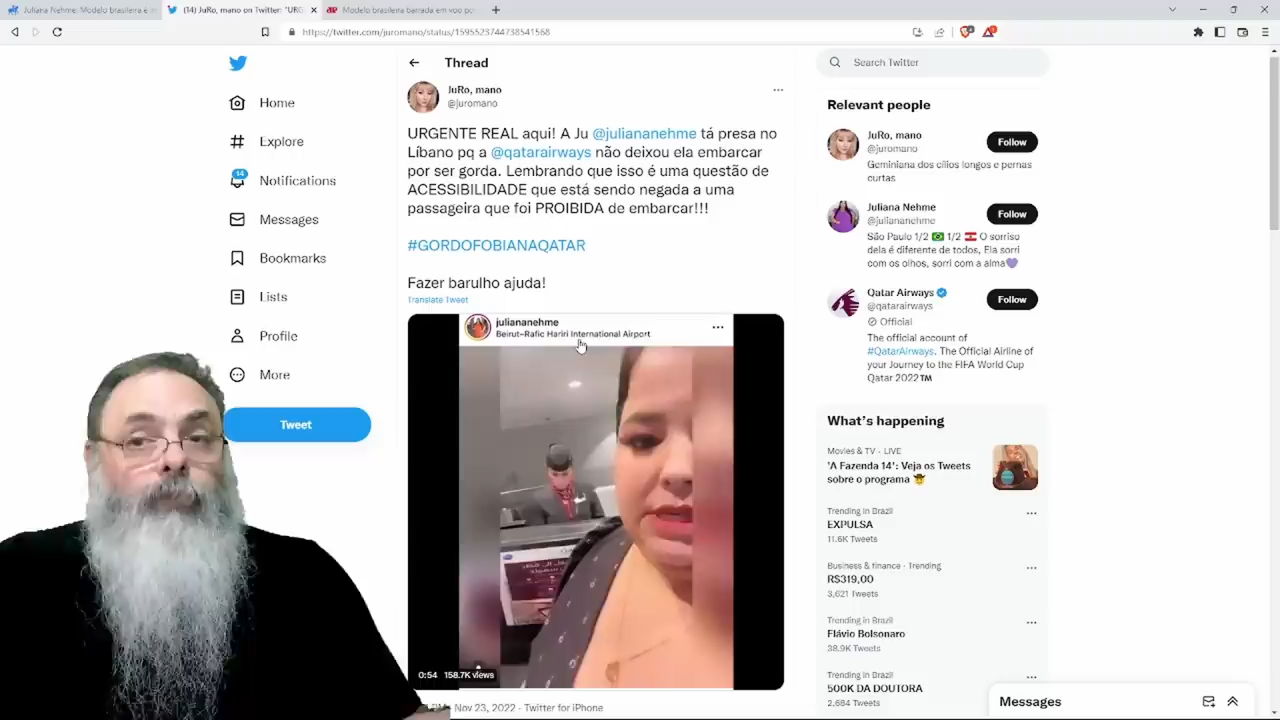 Juliana Nehme: Modelo brasileira é
(14) JuRo, mano on Twitter: "URG
Modelo brasileira barrada em voo po
https://twitter.com/juromano/status/1595523744738541568
Home
Explore
14
Notifications
Messages
Bookmarks
Lists
Profile
More
Tweet
Thread
JuRo, mano
@juromano
URGENTE REAL aqui! A Ju @juliananehme tá presa no
Líbano pq a @qatarairways não deixou ela embarcar
por ser gorda. Lembrando que isso é uma questão de
ACESSIBILIDADE que está sendo negada a uma
passageira que foi PROIBIDA de embarcar!!!
#GORDOFOBIANAQATAR
Fazer barulho ajuda!
Translate Tweet
juliananehme
Beirut–Rafic Hariri International Airport
0:54 158.7K views
Nov 23, 2022 · Twitter for iPhone
Search Twitter
Relevant people
JuRo, mano
@juromano
Follow
Geminiana dos cílios longos e pernas
curtas
Juliana Nehme
@juliananehme
Follow
São Paulo 1/2 🇧🇷 1/2 🇱🇧 O sorriso
dela é diferente de todos, Ela sorri
com os olhos, sorri com a alma💜
Qatar Airways
@qatarairways
Follow
Official
The official account of
#QatarAirways. The Official Airline of
your Journey to the FIFA World Cup
Qatar 2022™
What's happening
Movies & TV · LIVE
'A Fazenda 14': Veja os Tweets
sobre o programa 🤠
Trending in Brazil
EXPULSA
11.6K Tweets
Business & finance · Trending
R$319,00
3,621 Tweets
Trending in Brazil
Flávio Bolsonaro
38.9K Tweets
Trending in Brazil
500K DA DOUTORA
2,684 Tweets
Messages